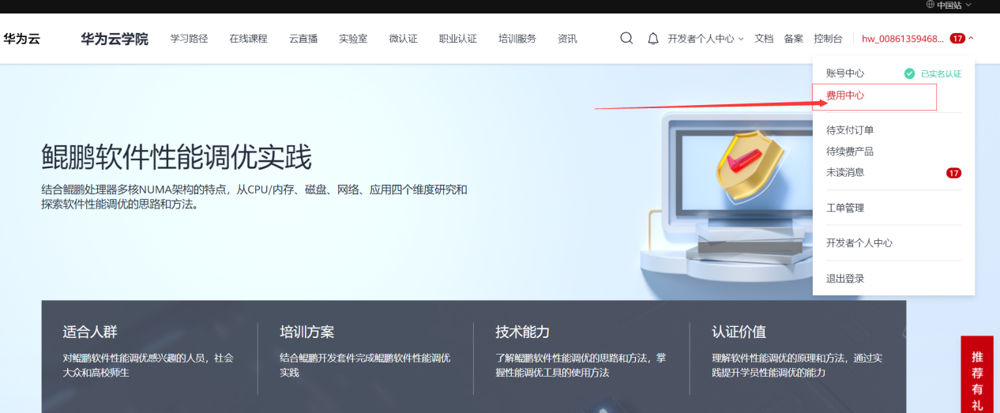 中国站
华为云
华为云学院
学习路径
在线课程
云直播
实验室
微认证
职业认证
培训服务
资讯
开发者个人中心
文档
备案
控制台
hw_00861359468...
17
账号中心
已实名认证
费用中心
待支付订单
待续费产品
未读消息
17
工单管理
开发者个人中心
退出登录
鲲鹏软件性能调优实践
结合鲲鹏处理器多核NUMA架构的特点，从CPU/内存、磁盘、网络、应用四个维度研究和
探索软件性能调优的思路和方法。
适合人群
对鲲鹏软件性能调优感兴趣的人员，社会
大众和高校师生
培训方案
结合鲲鹏开发套件完成鲲鹏软件性能调优
实践
技术能力
了解鲲鹏软件性能调优的思路和方法，掌
握性能调优工具的使用方法
认证价值
理解软件性能调优的原理和方法，通过实
践提升学员性能调优的能力
推
荐
有
礼